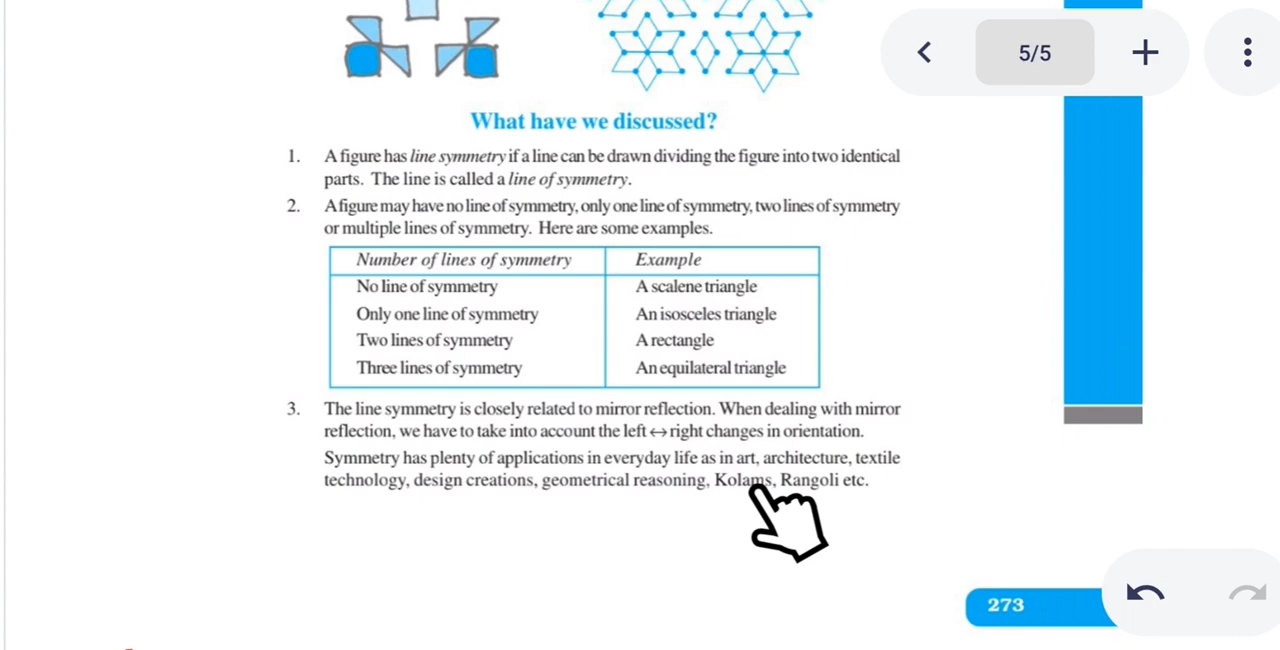 5/5
What have we discussed?
1. A figure has line symmetry if a line can be drawn dividing the figure into two identical
parts. The line is called a line of symmetry.
2. A figure may have no line of symmetry, only one line of symmetry, two lines of symmetry
or multiple lines of symmetry. Here are some examples.
Number of lines of symmetry Example
No line of symmetry A scalene triangle
Only one line of symmetry An isosceles triangle
Two lines of symmetry A rectangle
Three lines of symmetry An equilateral triangle
3. The line symmetry is closely related to mirror reflection. When dealing with mirror
reflection, we have to take into account the left ↔ right changes in orientation.
Symmetry has plenty of applications in everyday life as in art, architecture, textile
technology, design creations, geometrical reasoning, Kolams, Rangoli etc.
273